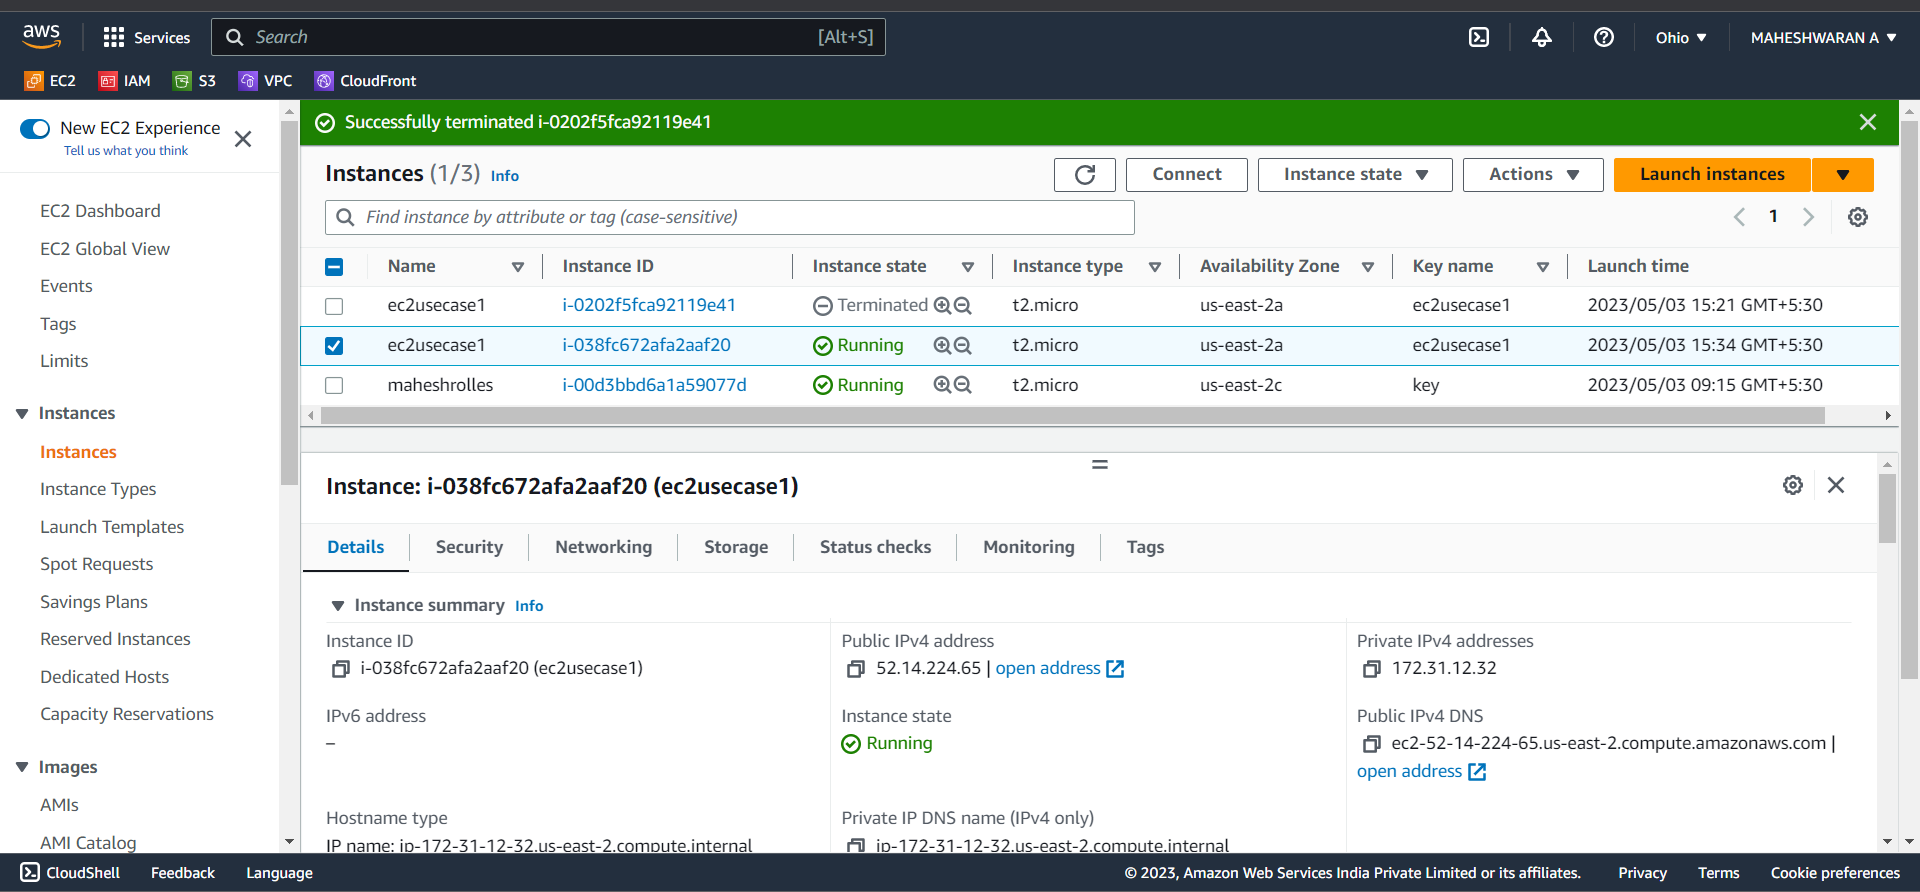 aws Services Search [Alt+S] Ohio MAHESHWARAN A
EC2 IAM S3 VPC CloudFront
New EC2 Experience
Tell us what you think
EC2 Dashboard
EC2 Global View
Events
Tags
Limits
Instances
Instances
Instance Types
Launch Templates
Spot Requests
Savings Plans
Reserved Instances
Dedicated Hosts
Capacity Reservations
Images
AMIs
AMI Catalog
Successfully terminated i-0202f5fca92119e41
Instances (1/3) Info Connect Instance state Actions Launch instances
Find instance by attribute or tag (case-sensitive) 1
Name Instance ID Instance state Instance type Availability Zone Key name Launch time
ec2usecase1 i-0202f5fca92119e41 Terminated t2.micro us-east-2a ec2usecase1 2023/05/03 15:21 GMT+5:30
ec2usecase1 i-038fc672afa2aaf20 Running t2.micro us-east-2a ec2usecase1 2023/05/03 15:34 GMT+5:30
maheshrolles i-00d3bbd6a1a59077d Running t2.micro us-east-2c key 2023/05/03 09:15 GMT+5:30
Instance: i-038fc672afa2aaf20 (ec2usecase1)
Details Security Networking Storage Status checks Monitoring Tags
Instance summary Info
Instance ID Public IPv4 address Private IPv4 addresses
i-038fc672afa2aaf20 (ec2usecase1) 52.14.224.65 | open address 172.31.12.32
IPv6 address Instance state Public IPv4 DNS
– Running ec2-52-14-224-65.us-east-2.compute.amazonaws.com |
open address
Hostname type Private IP DNS name (IPv4 only)
IP name: ip-172-31-12-32.us-east-2.compute.internal ip-172-31-12-32.us-east-2.compute.internal
CloudShell Feedback Language © 2023, Amazon Web Services India Private Limited or its affiliates. Privacy Terms Cookie preferences